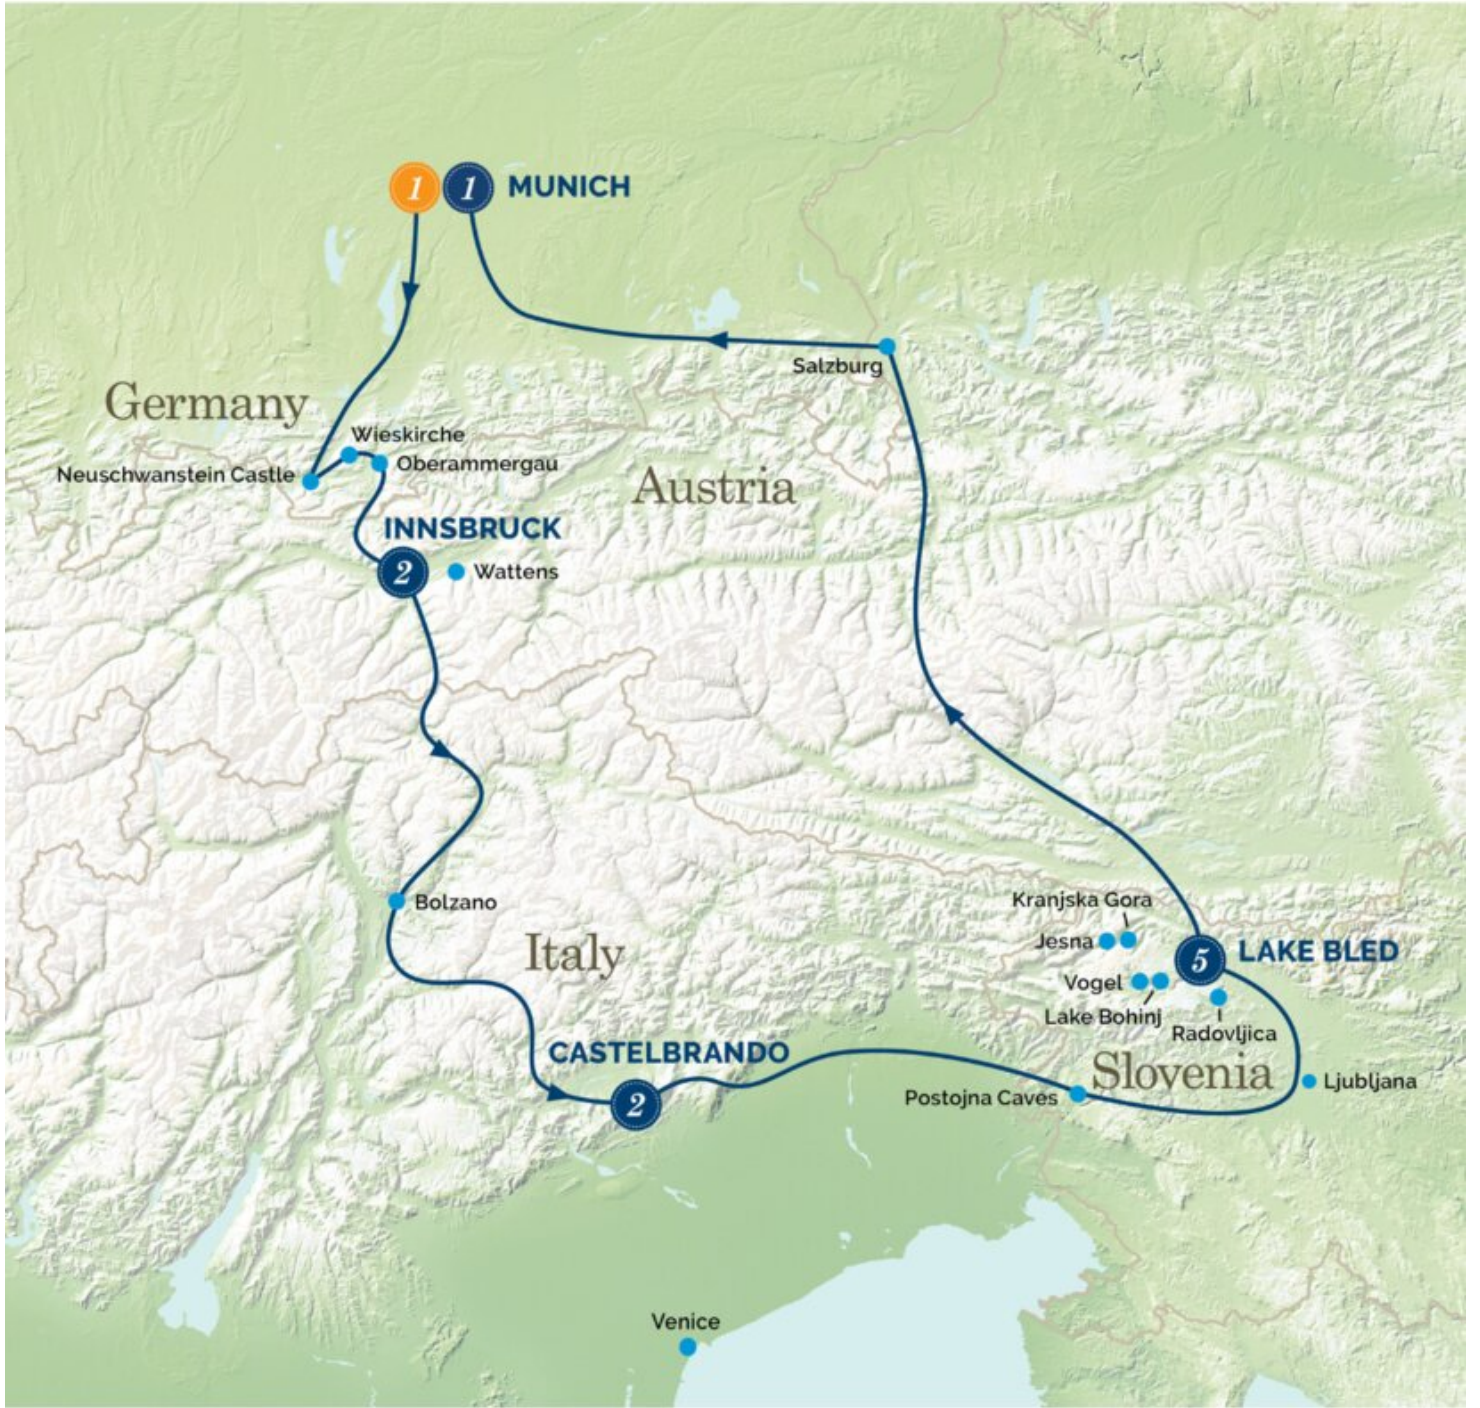 1
1
MUNICH
Salzburg
Germany
Wieskirche
Neuschwanstein Castle
Oberammergau
Austria
INNSBRUCK
2
Wattens
Bolzano
Kranjska Gora
Jesna
Italy
5
LAKE BLED
Vogel
Lake Bohinj
Radovljica
CASTELBRANDO
2
Slovenia
Ljubljana
Postojna Caves
Venice